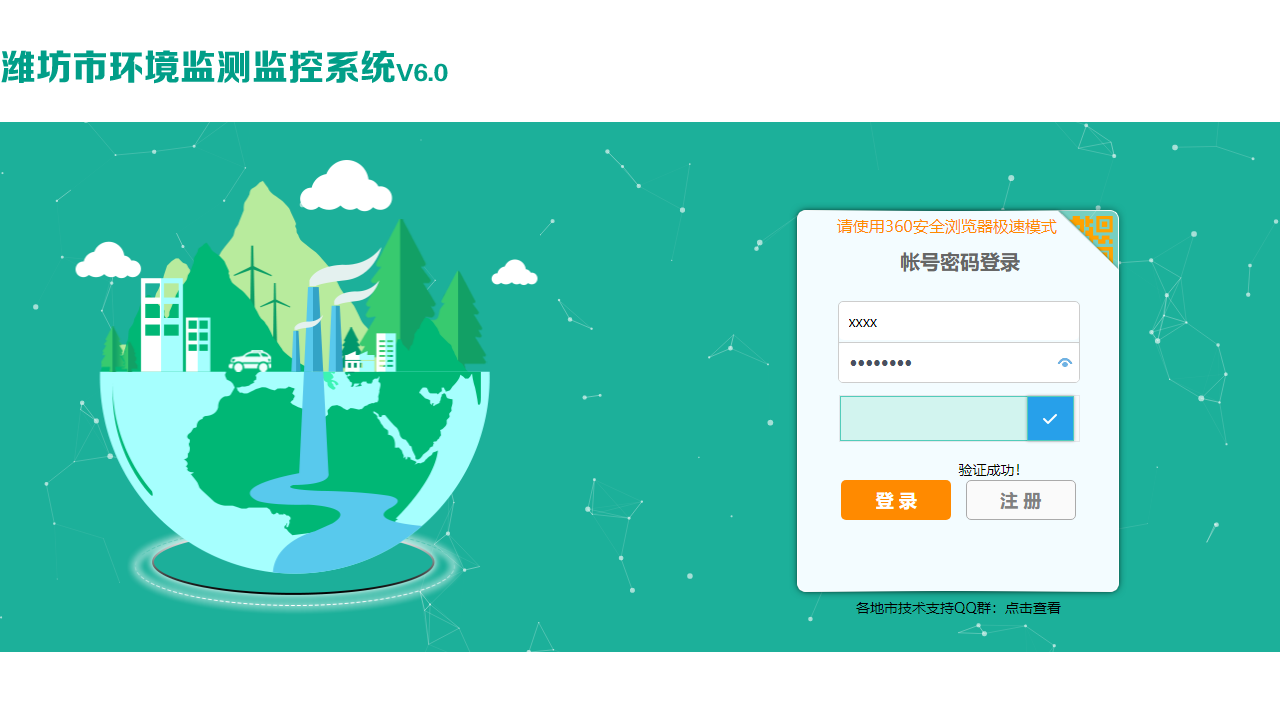 潍坊市环境监测监控系统V6.0
请使用360安全浏览器极速模式
帐号密码登录
xxxx
••••••••
验证成功！
登 录
注 册
各地市技术支持QQ群：点击查看